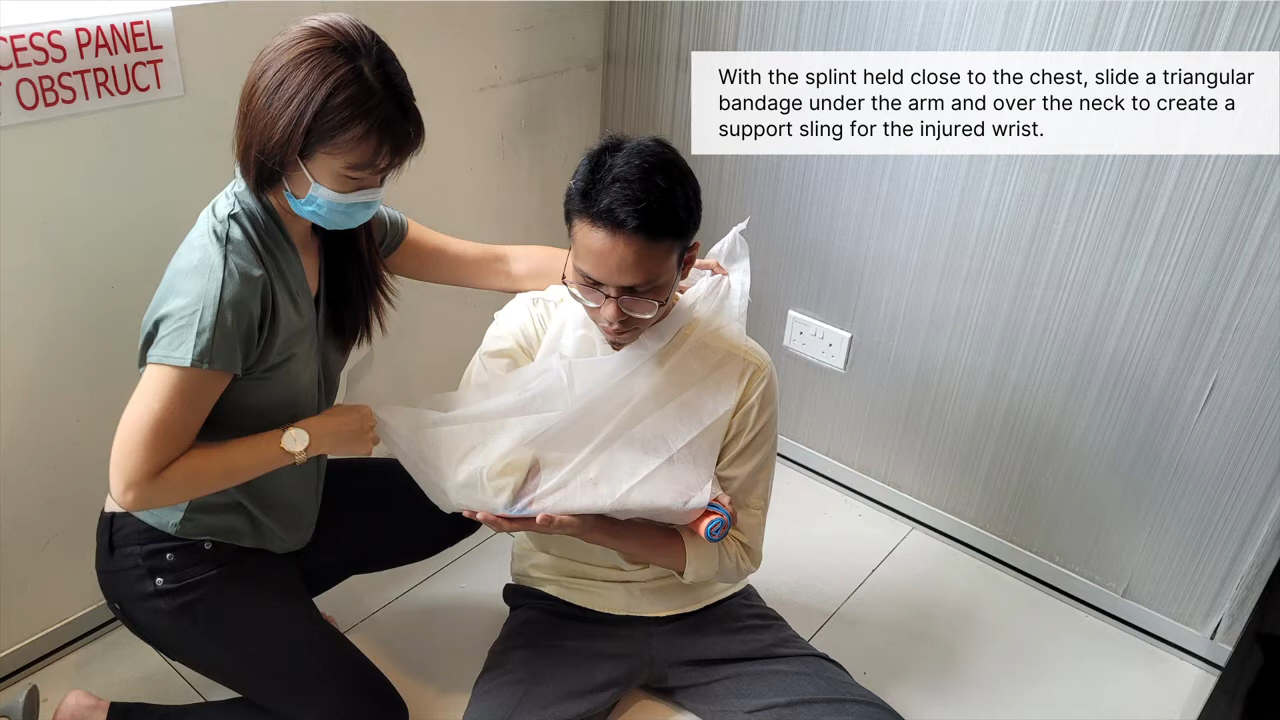 CESS PANEL
OBSTRUCT
With the splint held close to the chest, slide a triangular
bandage under the arm and over the neck to create a
support sling for the injured wrist.